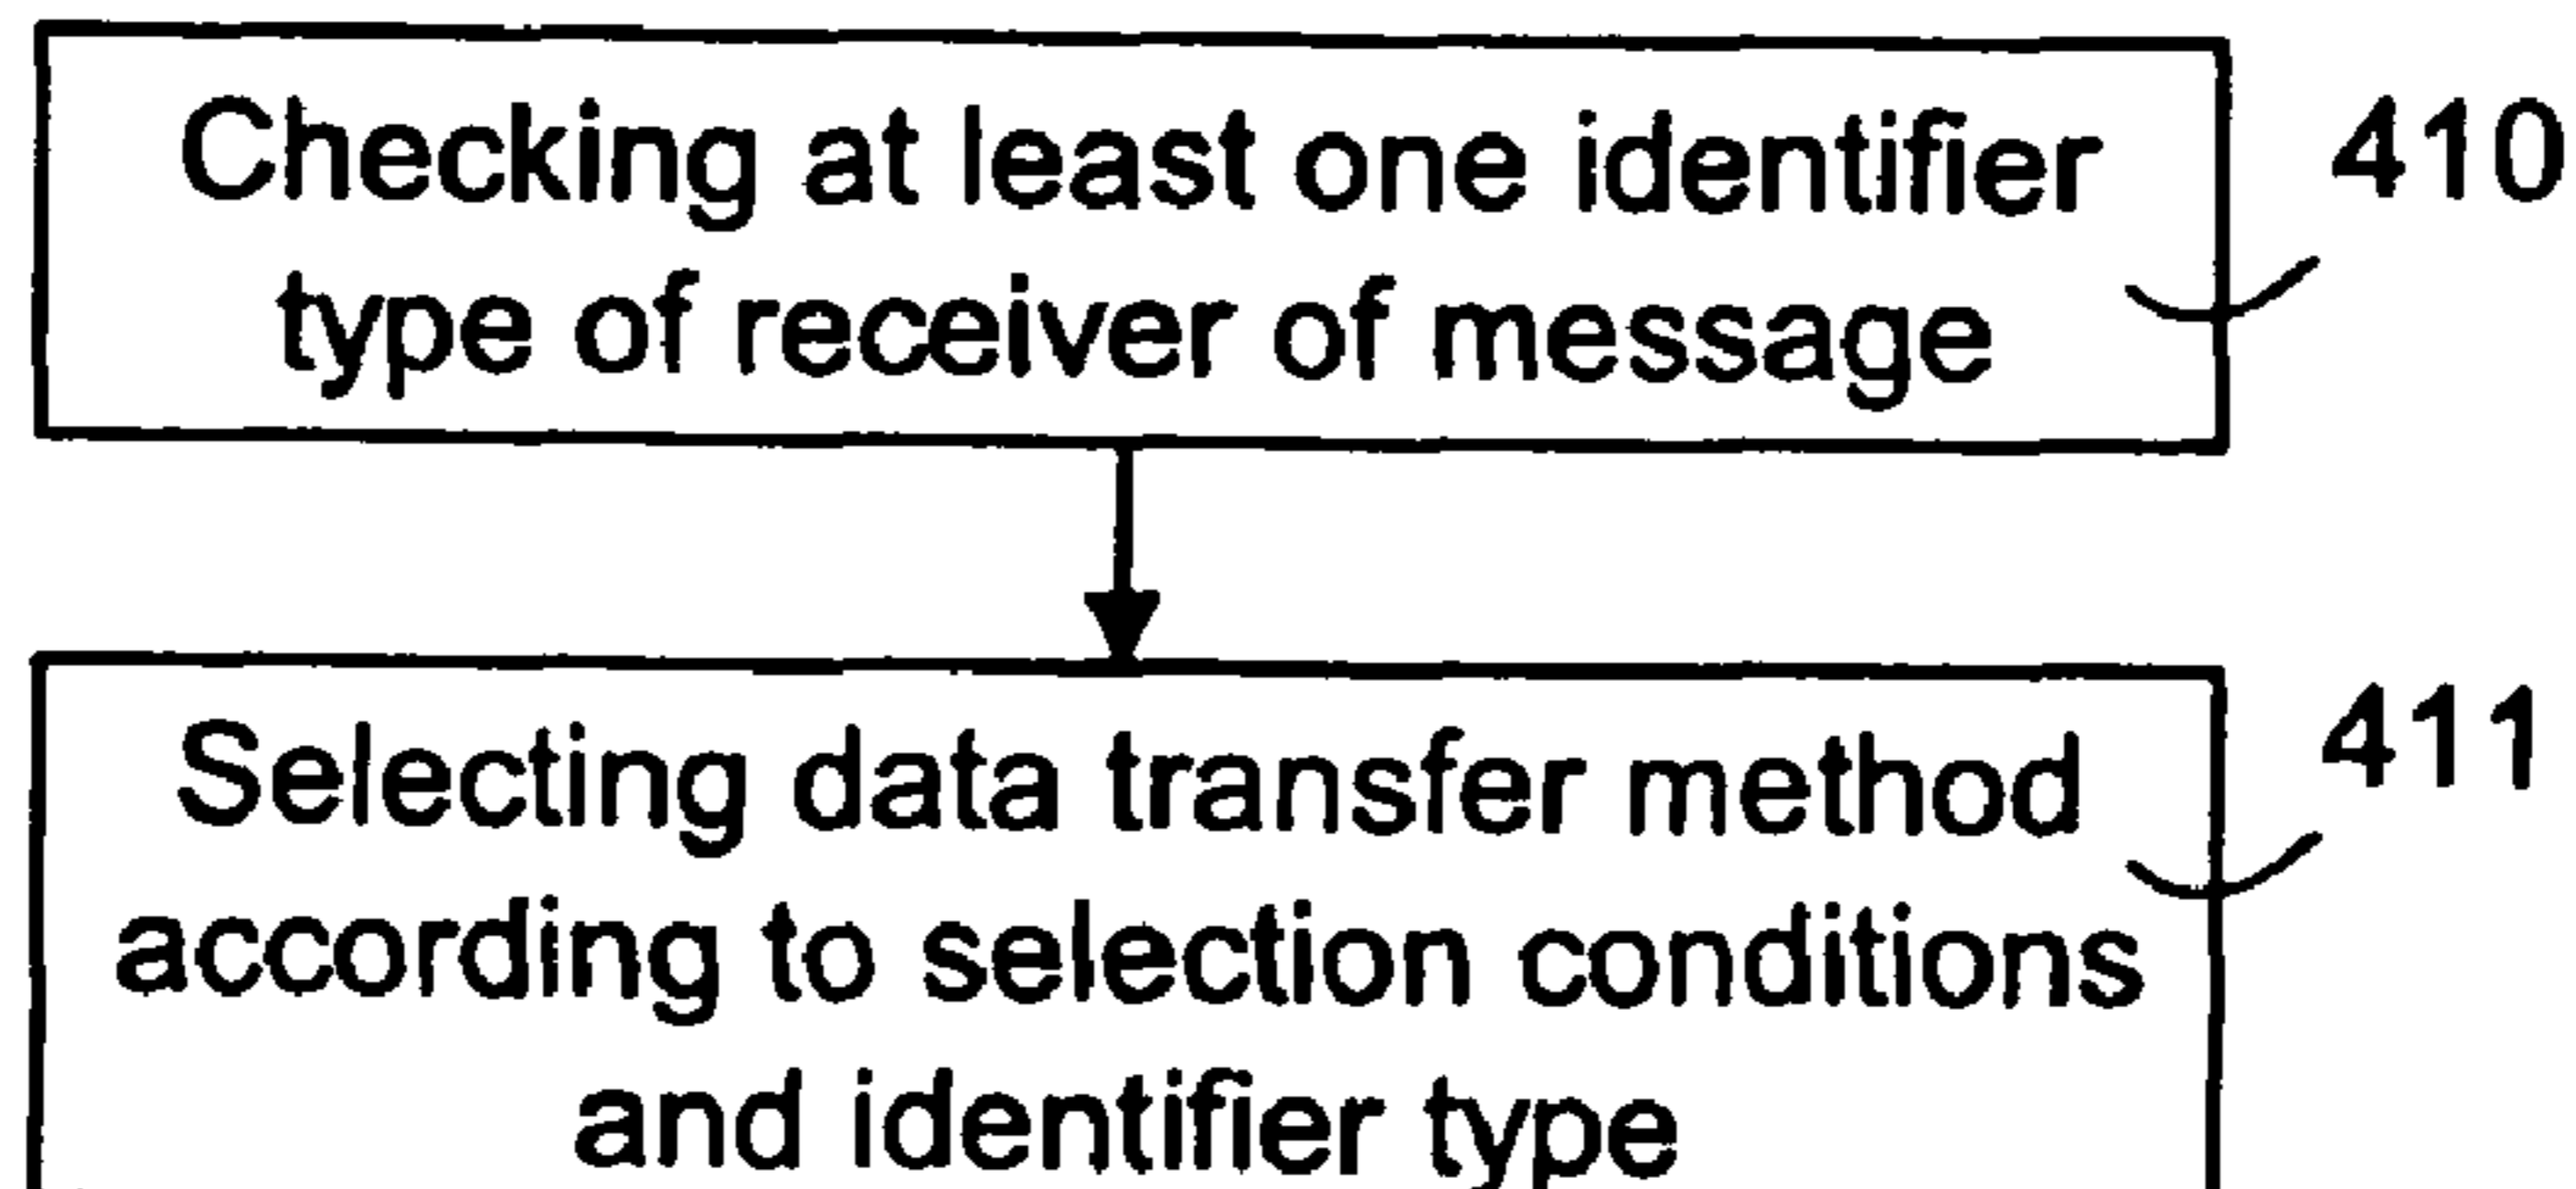 Checking at least one identifier
type of receiver of message
410
Selecting data transfer method
according to selection conditions
and identifier type
411